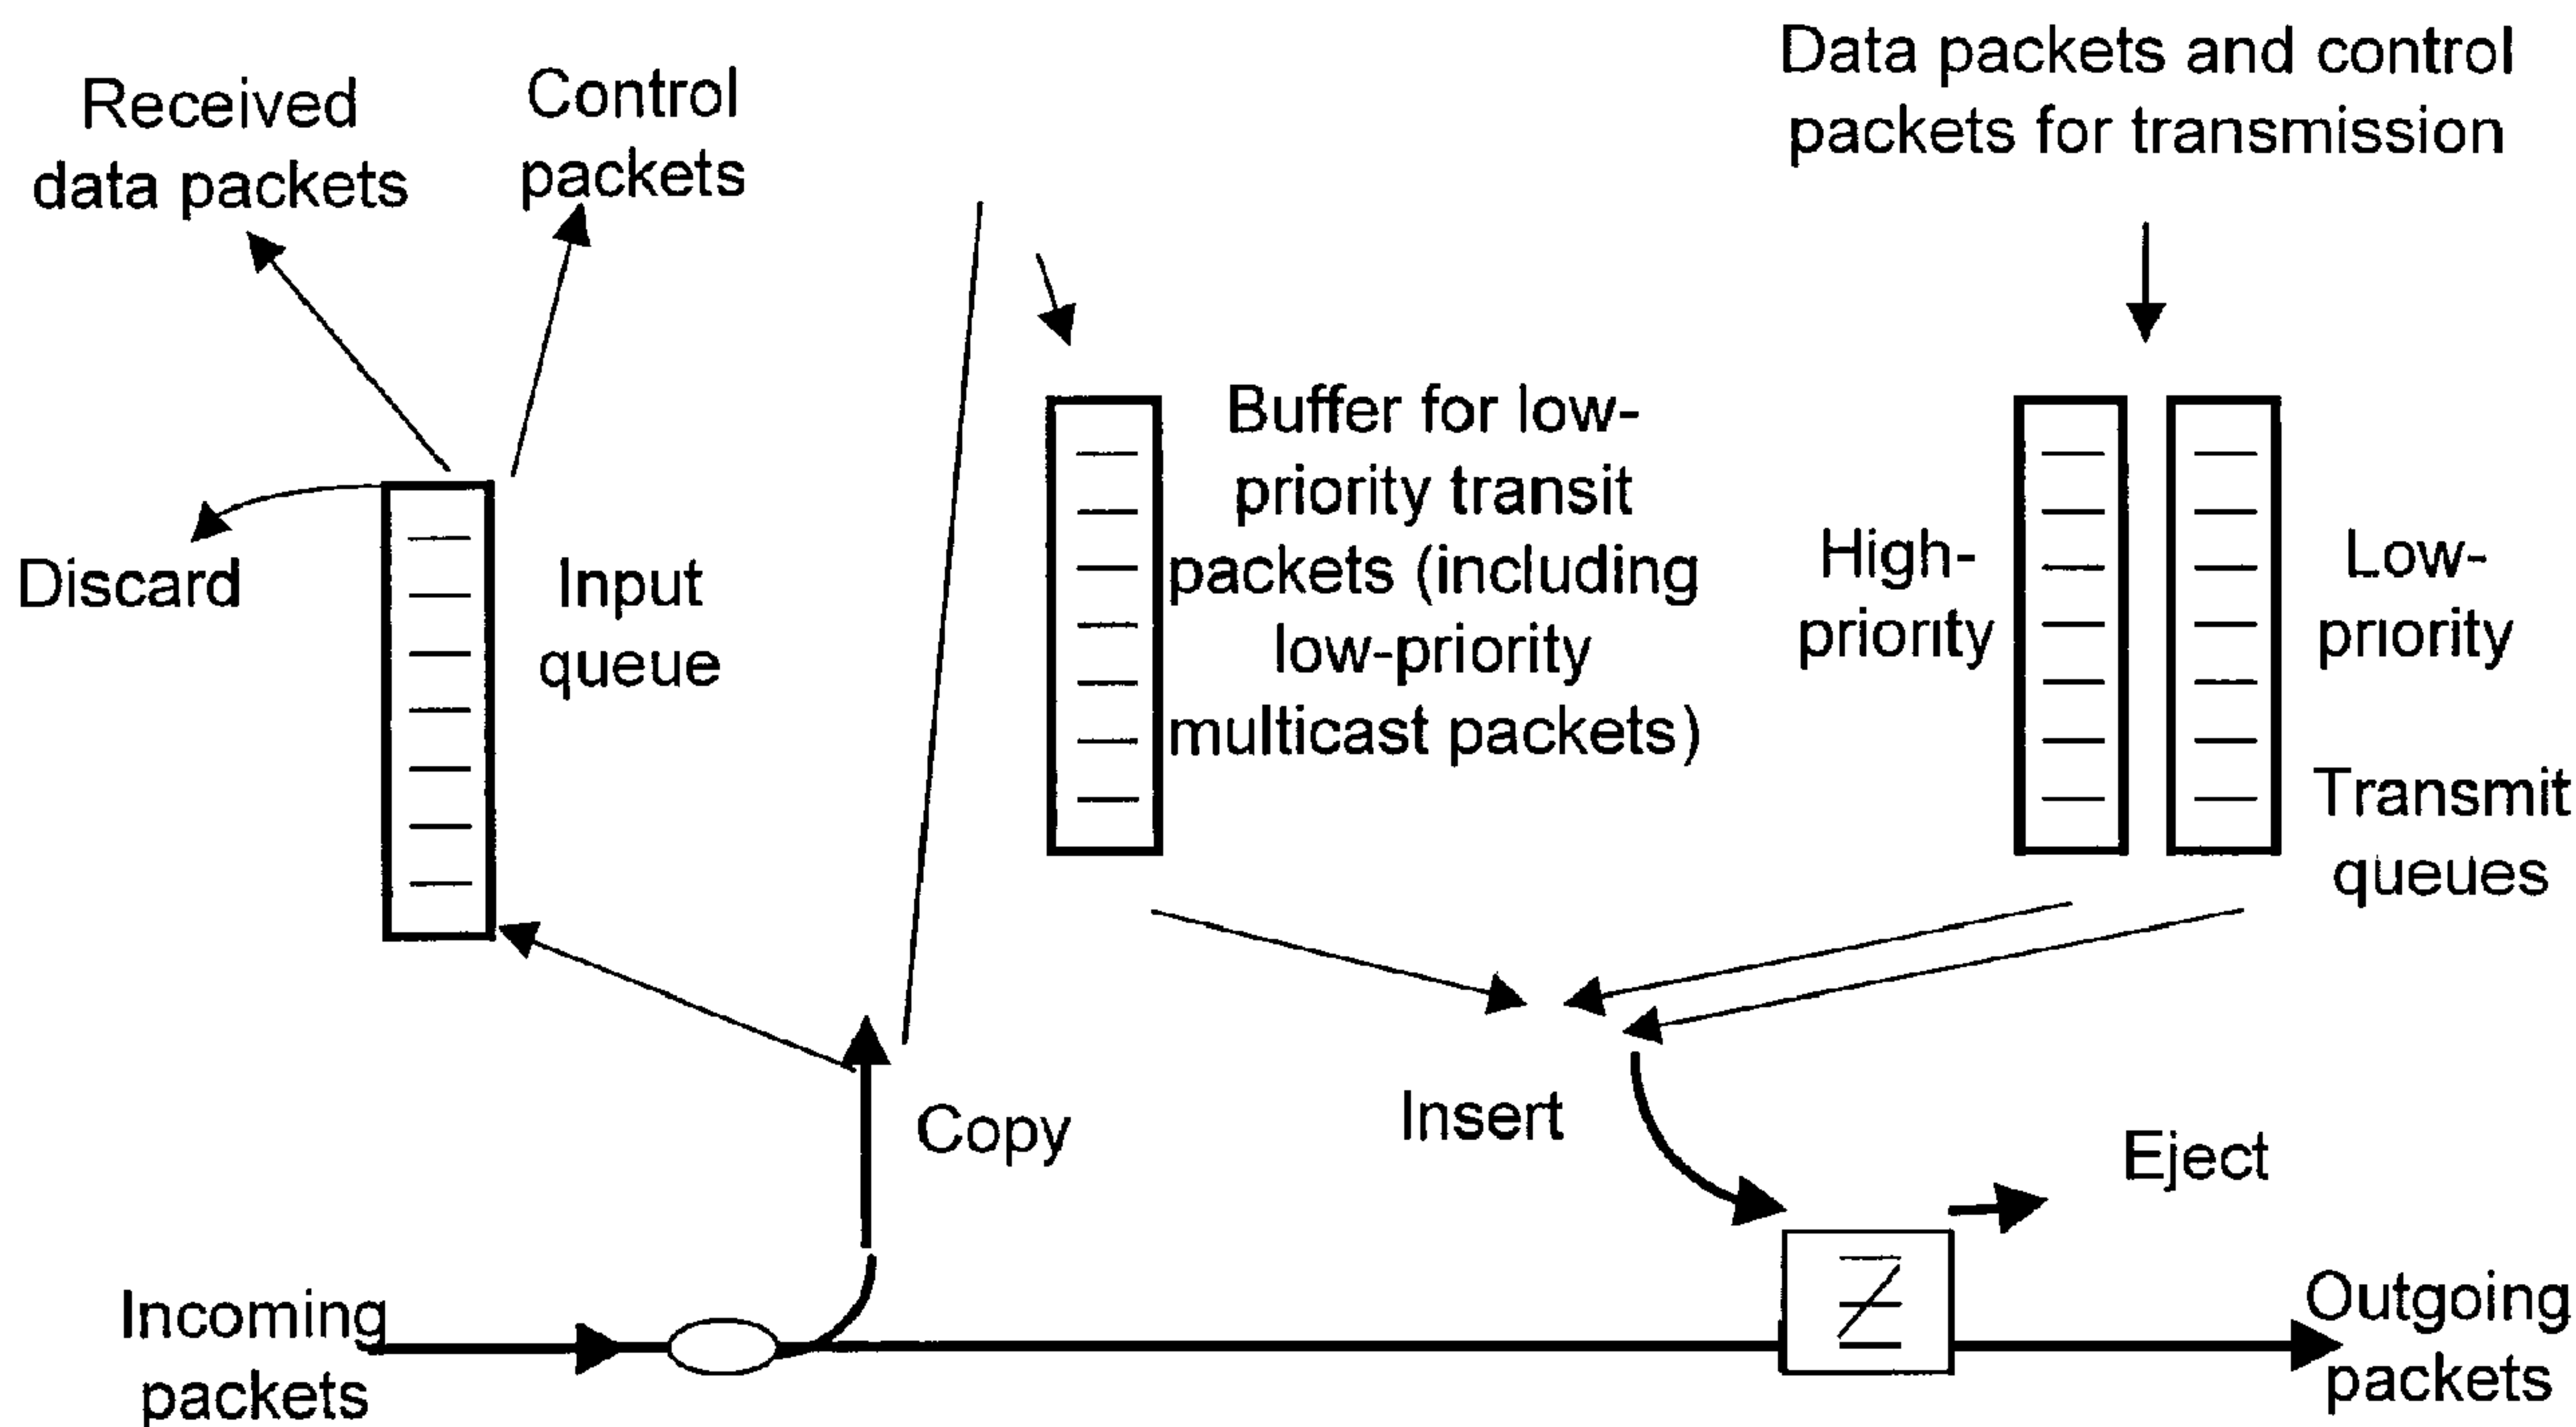 Received
data packets
Control
packets
Data packets and control
packets for transmission
Discard
Input
queue
Buffer for low-
priority transit
packets (including
low-priority
multicast packets)
High-
priority
Low-
priority
Transmit
queues
Copy
Insert
Eject
Incoming
packets
Outgoing
packets